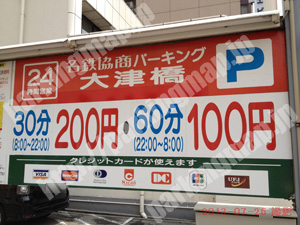 24
時間営業
名鉄協商パーキング
大津橋
P
30分 200円・60分 100円
(8:00~22:00) (22:00~8:00)
クレジットカードが使えます
VISA
DC
JCB
UFJ